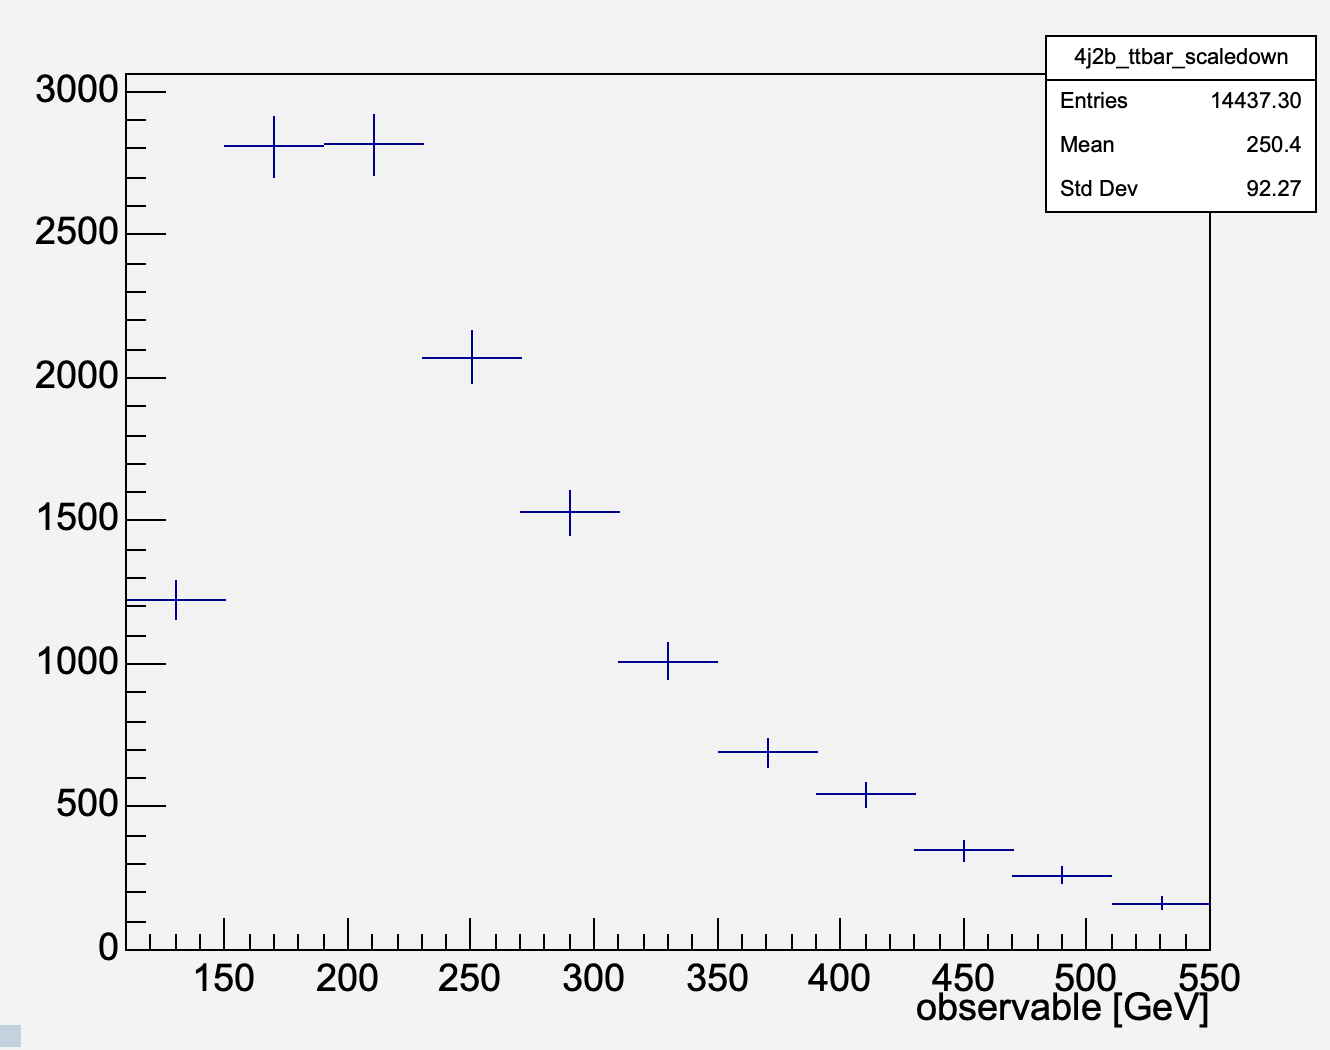 4j2b_ttbar_scaledown
Entries 14437.30
Mean 250.4
Std Dev 92.27
3000
2500
2000
1500
1000
500
0
150 200 250 300 350 400 450 500 550
observable [GeV]